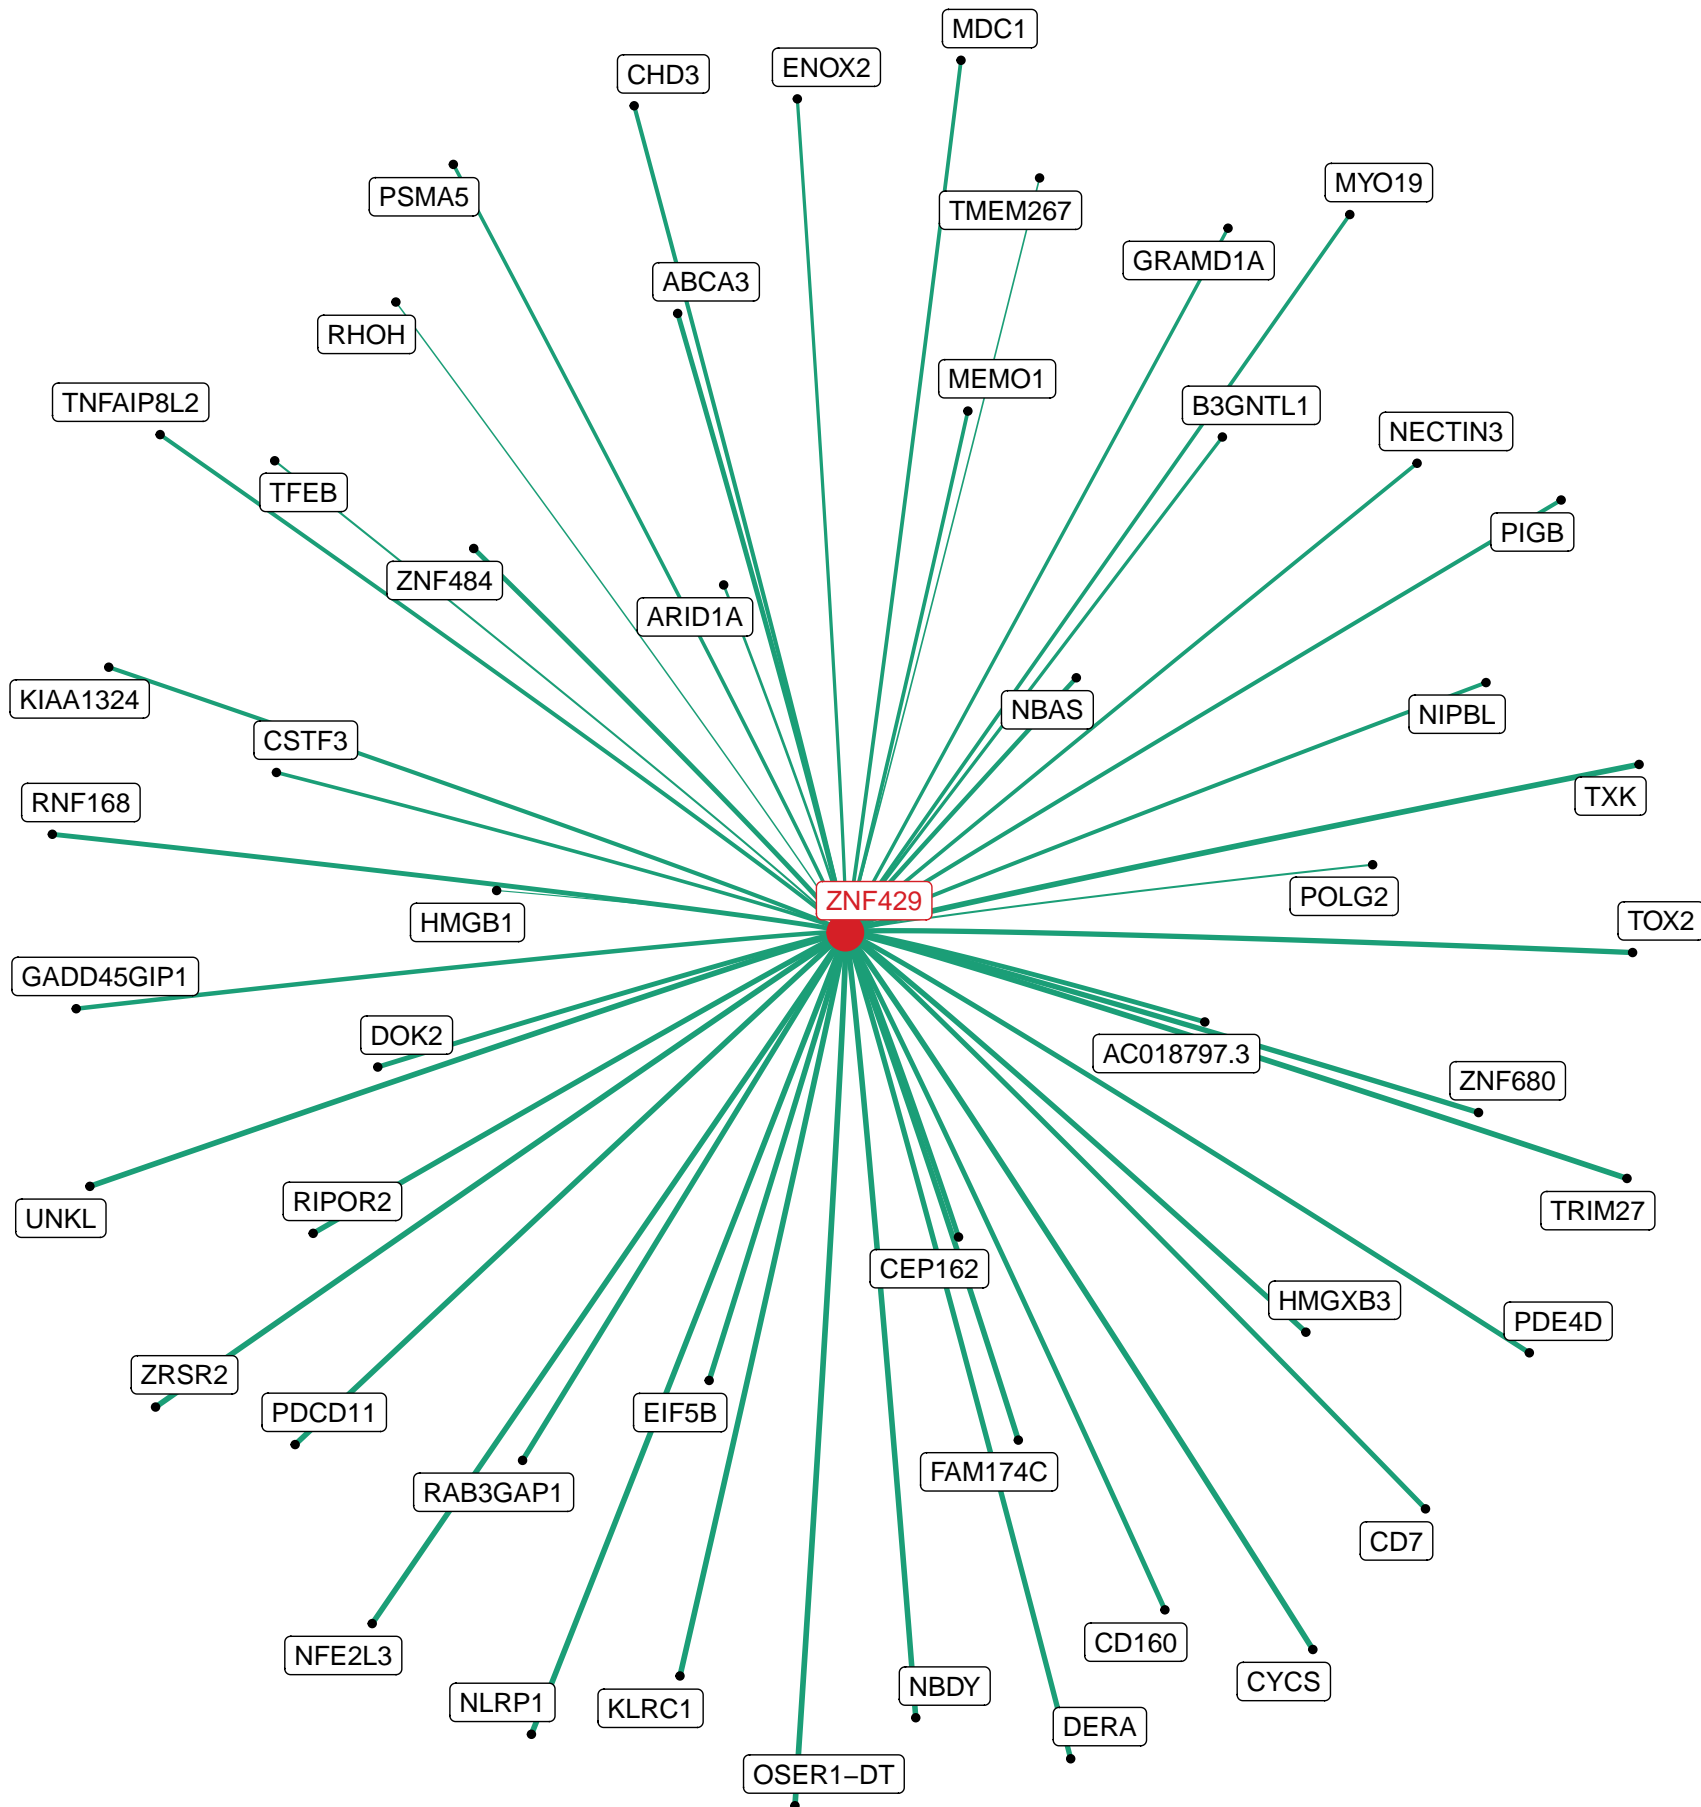 MDC1
CHD3
ENOX2
MYO19
PSMA5
TMEM267
GRAMD1A
ABCA3
RHOH
MEMO1
TNFAIP8L2
B3GNTL1
NECTIN3
TFEB
PIGB
ZNF484
ARID1A
KIAA1324
NBAS
NIPBL
CSTF3
TXK
RNF168
POLG2
ZNF429
HMGB1
TOX2
GADD45GIP1
DOK2
AC018797.3
ZNF680
RIPOR2
UNKL
TRIM27
CEP162
HMGXB3
PDE4D
ZRSR2
PDCD11
EIF5B
FAM174C
RAB3GAP1
CD7
CD160
NFE2L3
CYCS
NBDY
NLRP1
KLRC1
DERA
OSER1−DT